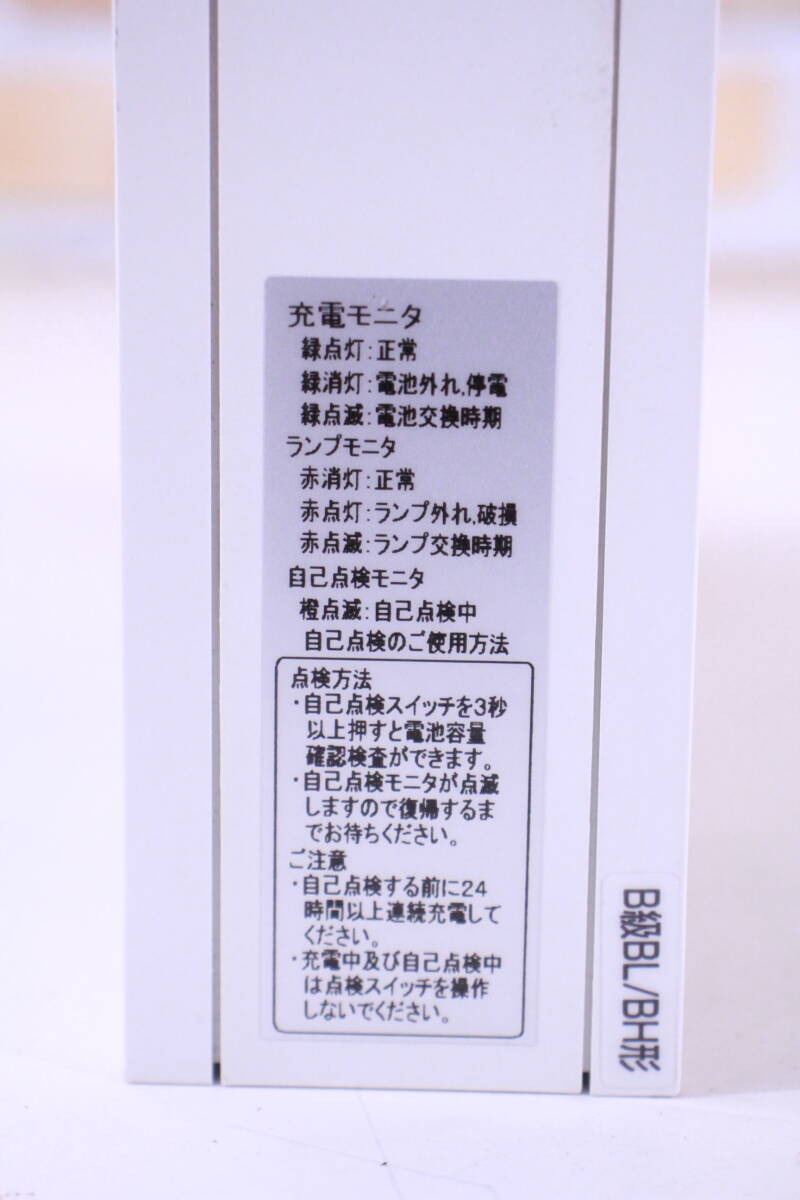 充電モニタ
緑点灯:正常
緑消灯:電池外れ,停電
緑点滅:電池交換時期
ランプモニタ
赤消灯:正常
赤点灯:ランプ外れ,破損
赤点滅:ランプ交換時期
自己点検モニタ
橙点滅:自己点検中
自己点検のご使用方法
点検方法
・自己点検スイッチを3秒
以上押すと電池容量
確認検査ができます。
・自己点検モニタが点滅
しますので復帰するま
でお待ちください。
ご注意
・自己点検する前に24
時間以上連続充電して
ください。
・充電中及び自己点検中
は点検スイッチを操作
しないでください。
B級BL/BH形